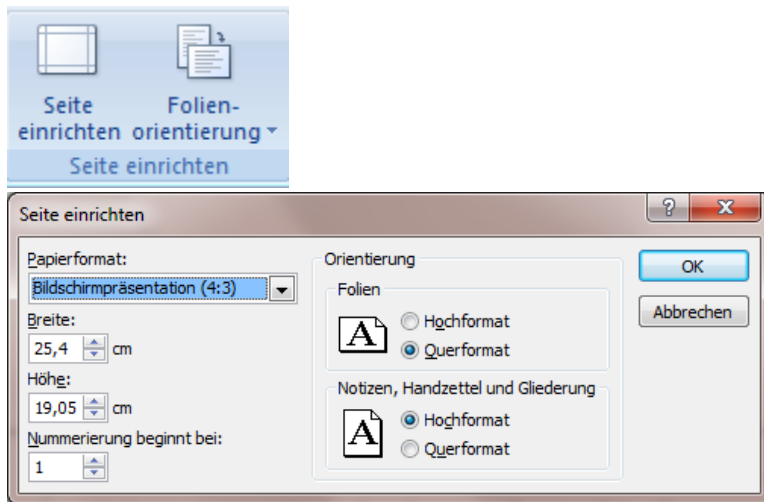 Seite
einrichten
Folien-
orientierung
Seite einrichten
Seite einrichten
Papierformat:
Bildschirmpräsentation (4:3)
Breite:
25,4 cm
Höhe:
19,05 cm
Nummerierung beginnt bei:
1
Orientierung
Folien
A
Hochformat
Querformat
Notizen, Handzettel und Gliederung
A
Hochformat
Querformat
?
X
OK
Abbrechen